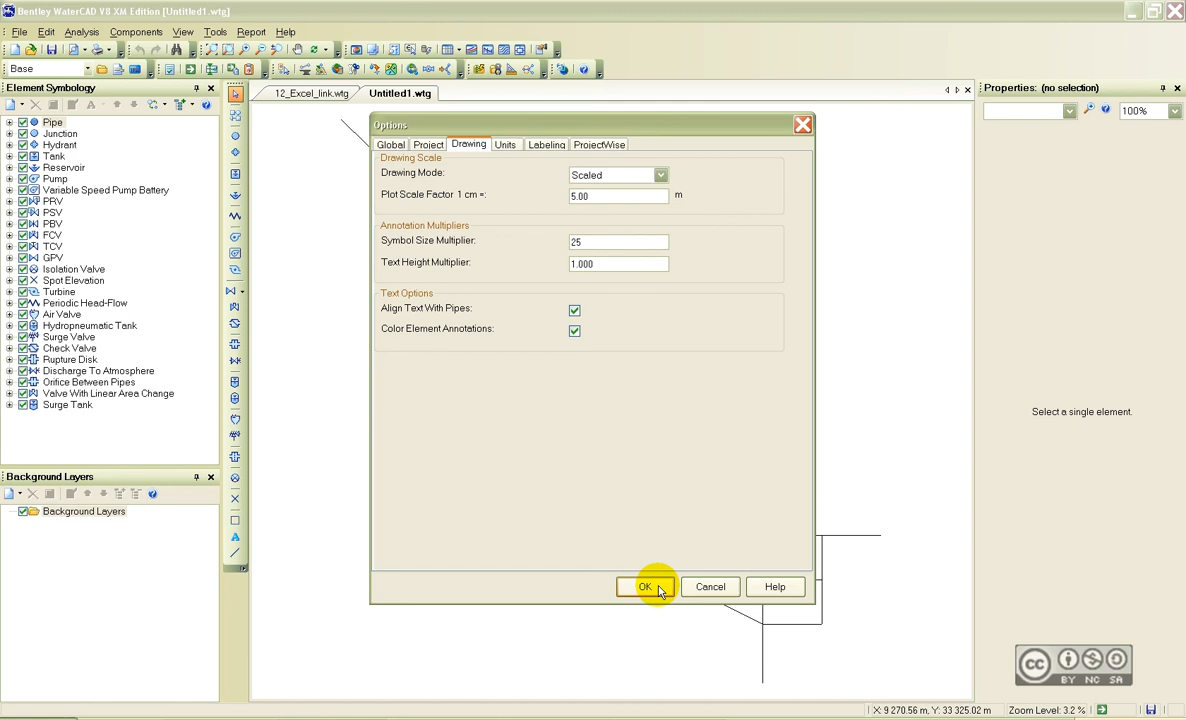 Bentley WaterCAD V8 XM Edition [Untitled1.wtg]
File Edit Analysis Components View Tools Report Help
Base
Element Symbology
12_Excel_link.wtg Untitled1.wtg
Properties: (no selection)
100%
Pipe
Junction
Hydrant
Tank
Reservoir
Pump
Variable Speed Pump Battery
PRV
PSV
PBV
FCV
TCV
GPV
Isolation Valve
Spot Elevation
Turbine
Periodic Head-Flow
Air Valve
Hydropneumatic Tank
Surge Valve
Check Valve
Rupture Disk
Discharge To Atmosphere
Orifice Between Pipes
Valve With Linear Area Change
Surge Tank
Background Layers
Background Layers
Options
Global Project Drawing Units Labeling ProjectWise
Drawing Scale
Drawing Mode: Scaled
Plot Scale Factor 1 cm =: 5.00 m
Annotation Multipliers
Symbol Size Multiplier: 25
Text Height Multiplier: 1.000
Text Options
Align Text With Pipes:
Color Element Annotations:
OK Cancel Help
Select a single element.
cc
BY NC SA
X: 9 270.56 m, Y: 33 325.02 m Zoom Level: 3.2 %